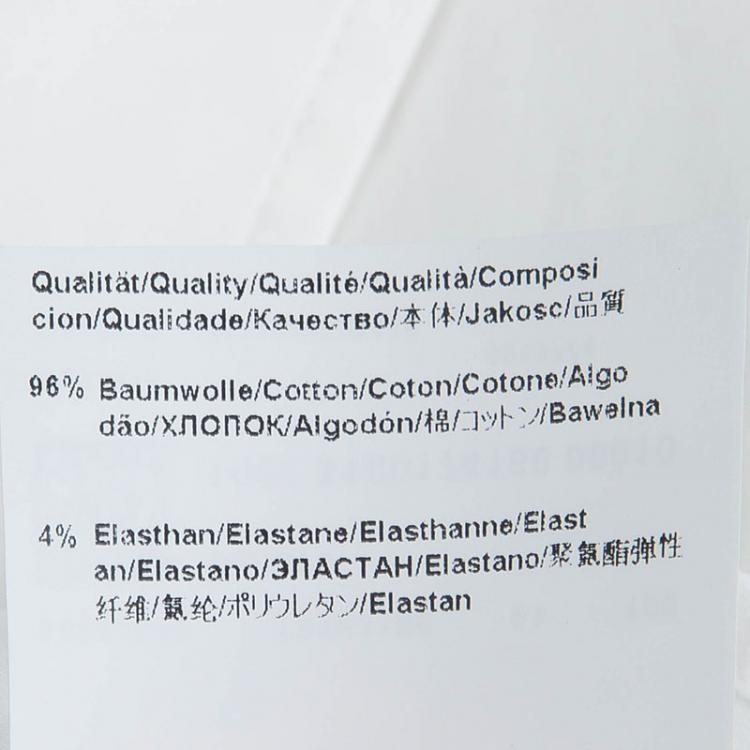 Qualität/Quality/Qualité/Qualità/Composi
cion/Qualidade/Качество/本体/Jakosc/品質
96% Baumwolle/Cotton/Coton/Cotone/Algo
dão/ХЛОПОК/Algodón/棉/コットン/Bawelna
4% Elasthan/Elastane/Elasthanne/Elast
an/Elastano/ЭЛАСТАН/Elastano/聚氨酯弹性
纤维/氨纶/ポリウレタン/Elastan